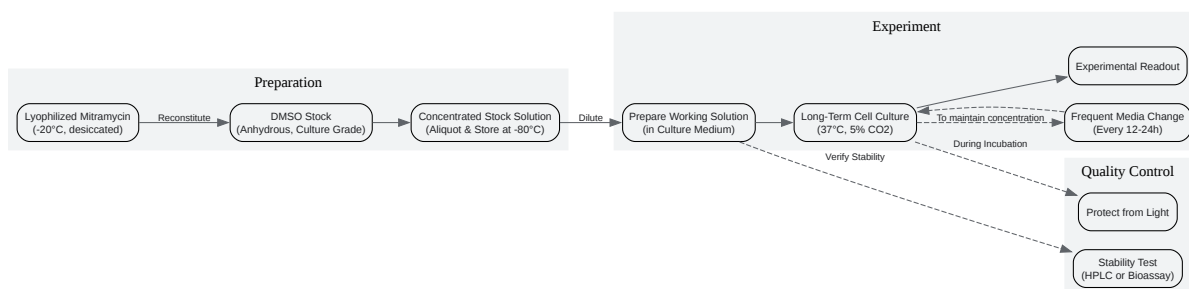 Preparation
Lyophilized Mitramycin
(-20°C, desiccated)
Reconstitute
DMSO Stock
(Anhydrous, Culture Grade)
Concentrated Stock Solution
(Aliquot & Store at -80°C)
Dilute
Experiment
Prepare Working Solution
(in Culture Medium)
Long-Term Cell Culture
(37°C, 5% CO2)
Experimental Readout
To maintain concentration
Frequent Media Change
(Every 12-24h)
During Incubation
Verify Stability
Quality Control
Protect from Light
Stability Test
(HPLC or Bioassay)